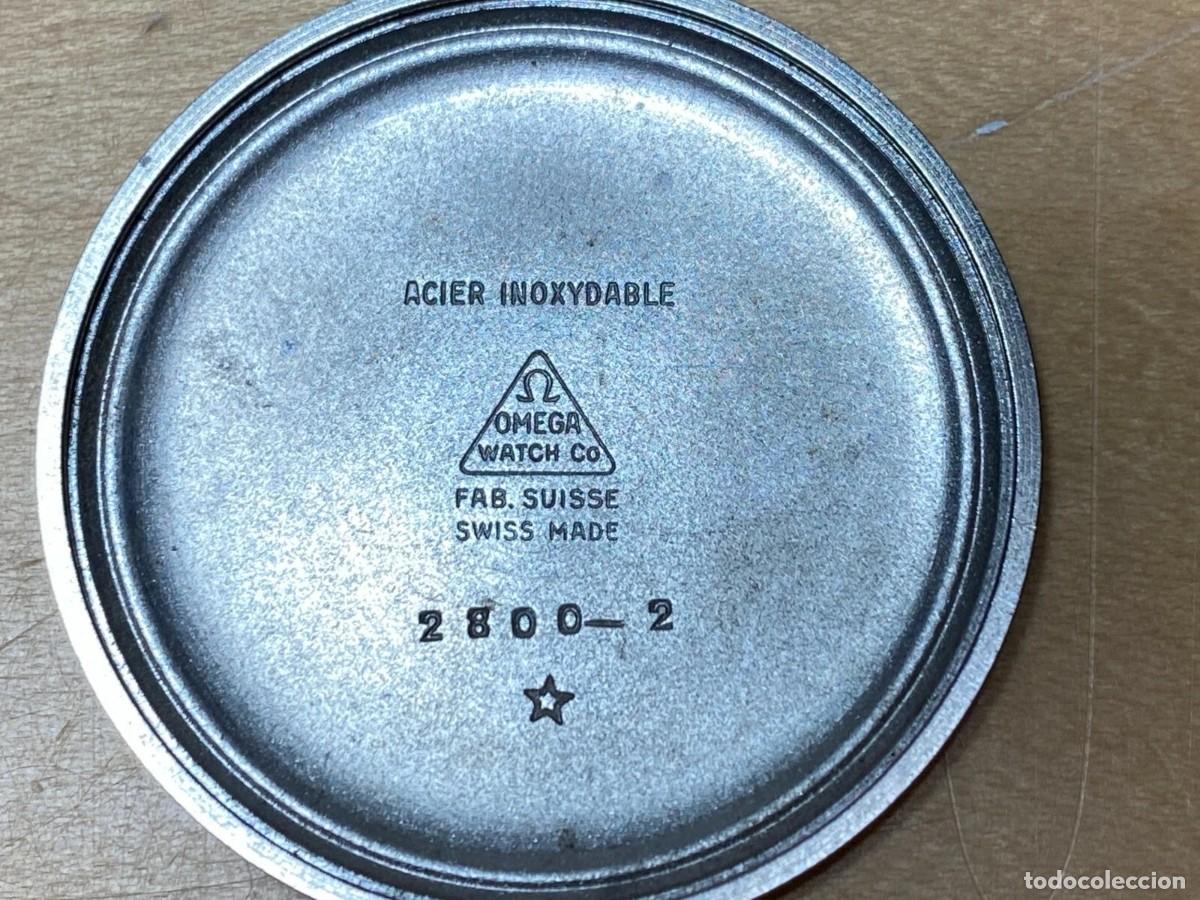 ACIER INOXYDABLE
Ω
OMEGA
WATCH Co
FAB. SUISSE
SWISS MADE
2800-2
todocoleccion